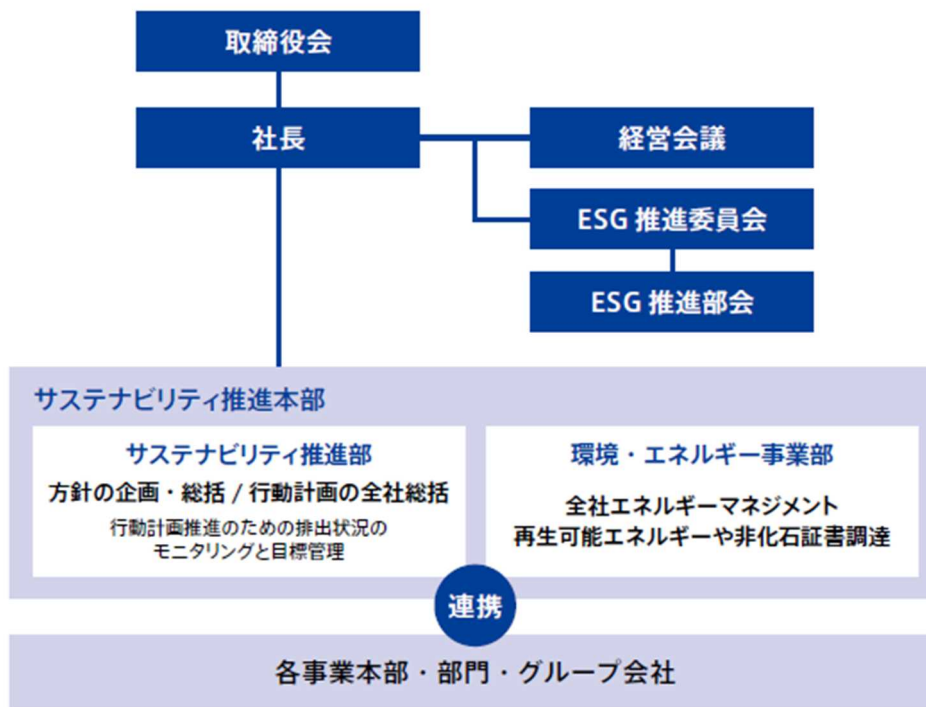 取締役会
社長
経営会議
ESG 推進委員会
ESG 推進部会
サステナビリティ推進本部
サステナビリティ推進部
方針の企画・総括 / 行動計画の全社総括
行動計画推進のための排出状況の
モニタリングと目標管理
環境・エネルギー事業部
全社エネルギーマネジメント
再生可能エネルギーや非化石証書調達
連携
各事業本部・部門・グループ会社